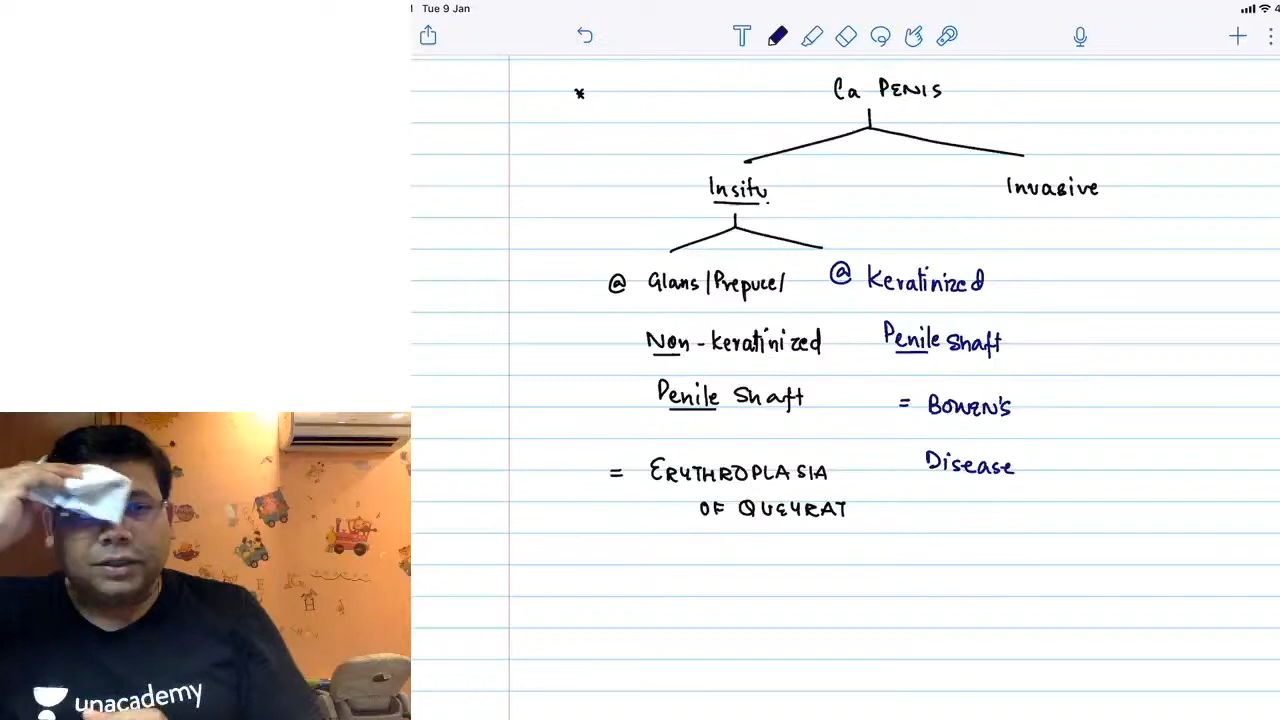 Tue 9 Jan
*
Ca PENIS
Insitu
Invasive
@ Glans/Prepuce/
Non-keratinized
Penile Shaft
= ERYTHROPLASIA
OF QUEYRAT
@ Keratinized
Penile Shaft
= BOWEN'S
Disease
unacademy